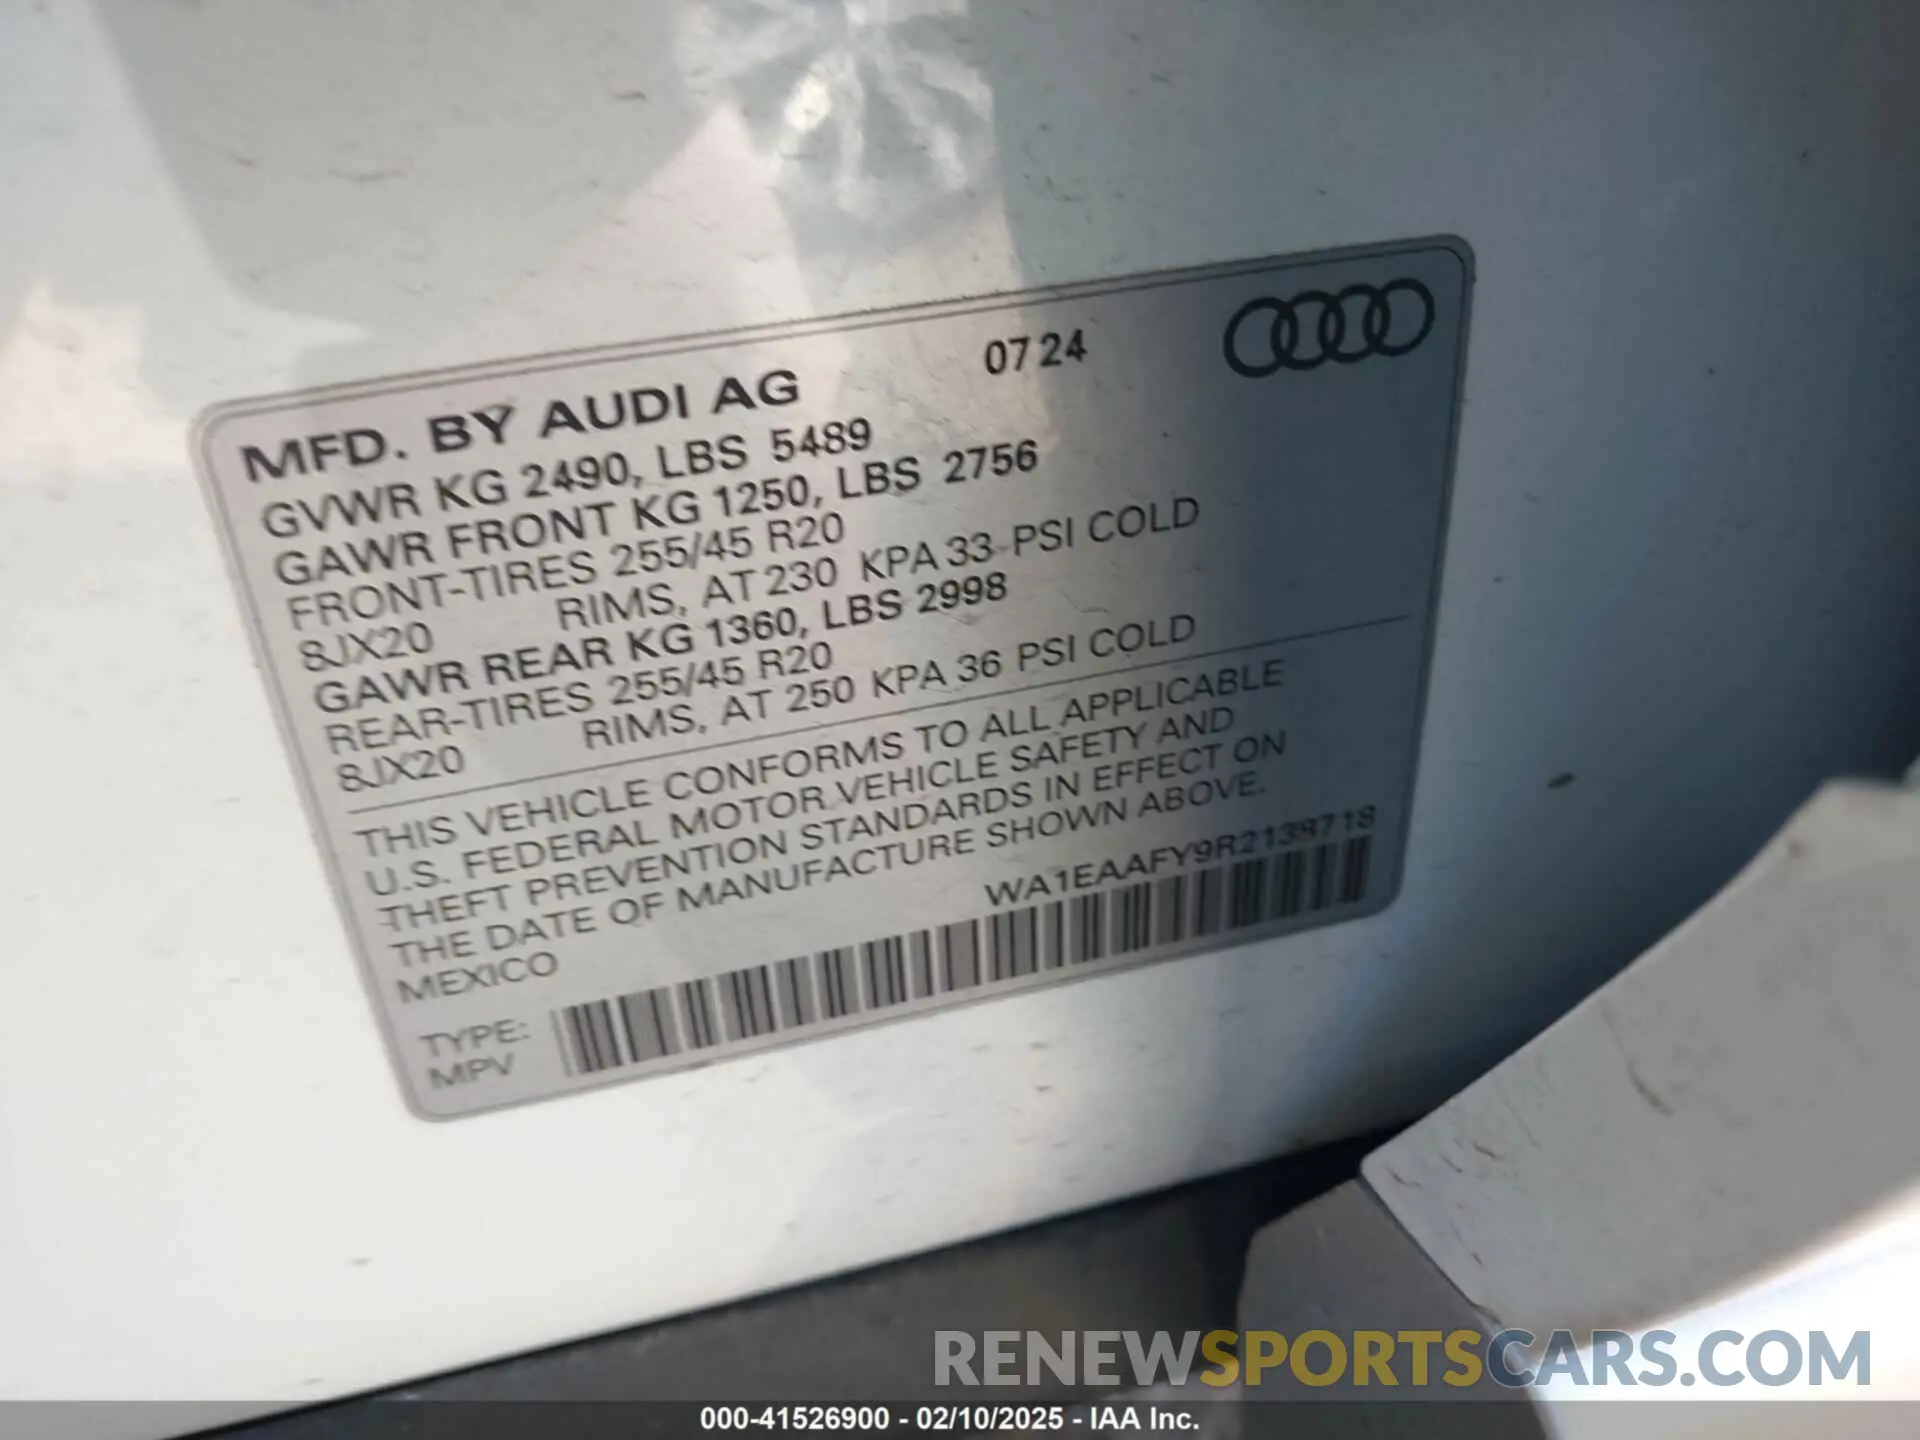 MFD. BY AUDI AG 07 24
GVWR KG 2490, LBS 5489
GAWR FRONT KG 1250, LBS 2756
FRONT-TIRES 255/45 R20
8JX20 RIMS, AT 230 KPA 33 PSI COLD
GAWR REAR KG 1360, LBS 2998
REAR-TIRES 255/45 R20
8JX20 RIMS, AT 250 KPA 36 PSI COLD
THIS VEHICLE CONFORMS TO ALL APPLICABLE
U.S. FEDERAL MOTOR VEHICLE SAFETY AND
THEFT PREVENTION STANDARDS IN EFFECT ON
THE DATE OF MANUFACTURE SHOWN ABOVE.
MEXICO
WA1EAAFY9R2138718
TYPE:
MPV
RENEWSPORTSCARS.COM
000-41526900 - 02/10/2025 - IAA Inc.